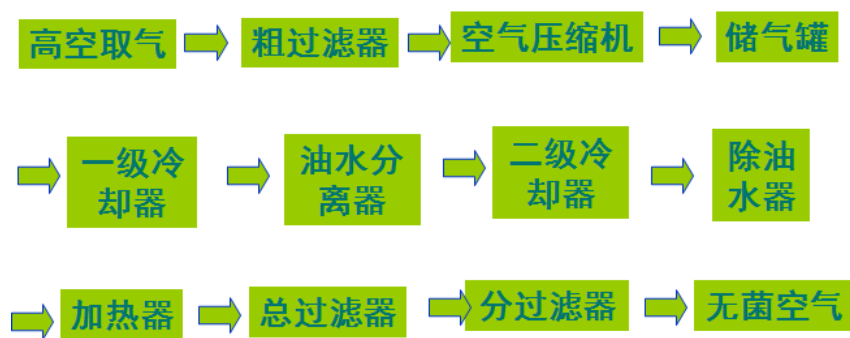 高空取气 粗过滤器 空气压缩机 储气罐
一级冷却器 油水分离器 二级冷却器 除油水器
加热器 总过滤器 分过滤器 无菌空气